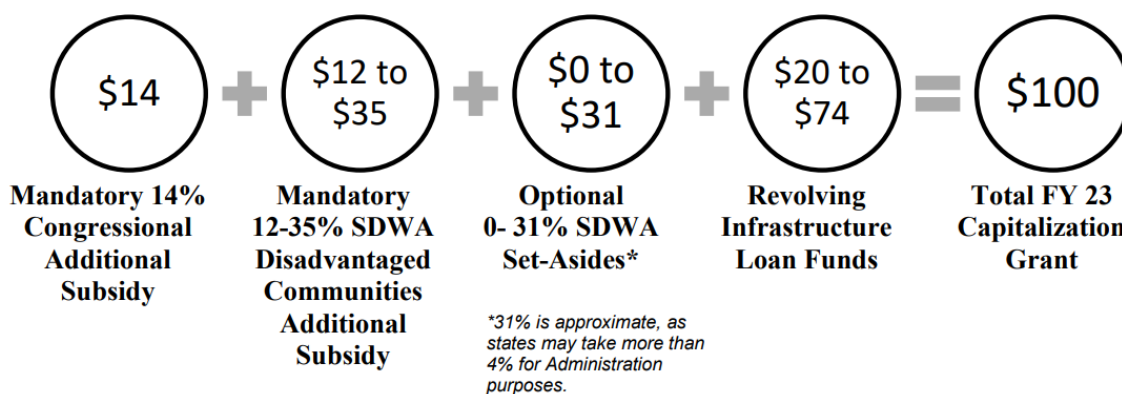 $14
$12 to
$35
$0 to
$31
$20 to
$74
$100
Mandatory 14%
Congressional
Additional
Subsidy
Mandatory
12-35% SDWA
Disadvantaged
Communities
Additional
Subsidy
Optional
0- 31% SDWA
Set-Asides*
*31% is approximate, as
states may take more than
4% for Administration
purposes.
Revolving
Infrastructure
Loan Funds
Total FY 23
Capitalization
Grant